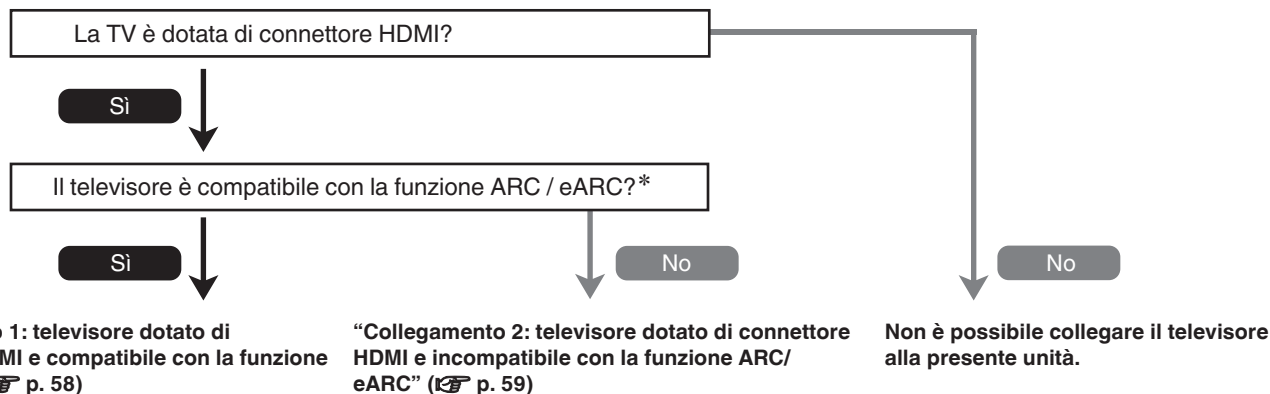 La TV è dotata di connettore HDMI?
Sì
Il televisore è compatibile con la funzione ARC / eARC?*
Sì
No
No
1: televisore dotato di
e compatibile con la funzione
p. 58)
“Collegamento 2: televisore dotato di connettore
HDMI e incompatibile con la funzione ARC/
eARC” (☞ p. 59)
Non è possibile collegare il televisore
alla presente unità.